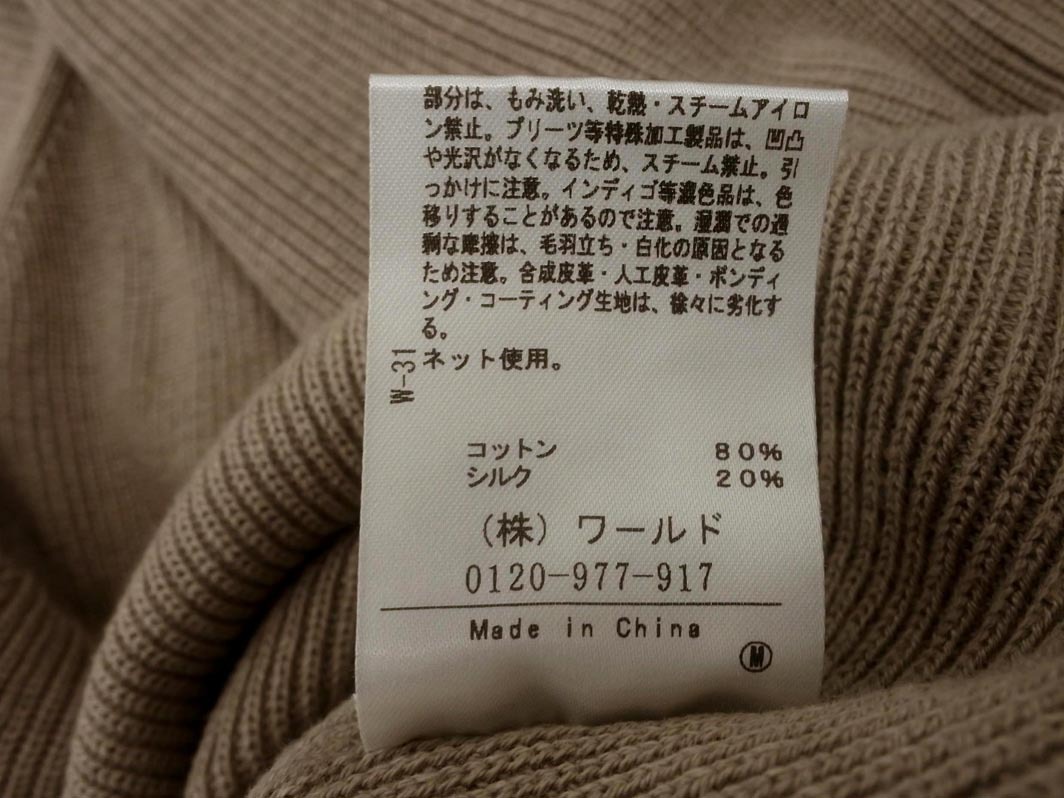 部分は、もみ洗い、乾熱・スチームアイロ
ン禁止。プリーツ等特殊加工製品は、凹凸
や光沢がなくなるため、スチーム禁止。引
っかけに注意。インディゴ等濃色品は、色
移りすることがあるので注意。湿潤での過
剰な摩擦は、毛羽立ち・白化の原因となる
ため注意。合成皮革・人工皮革・ボンディ
ング・コーティング生地は、徐々に劣化す
る。
ネット使用。
W-31
コットン 80%
シルク 20%
(株) ワールド
0120-977-917
Made in China
M